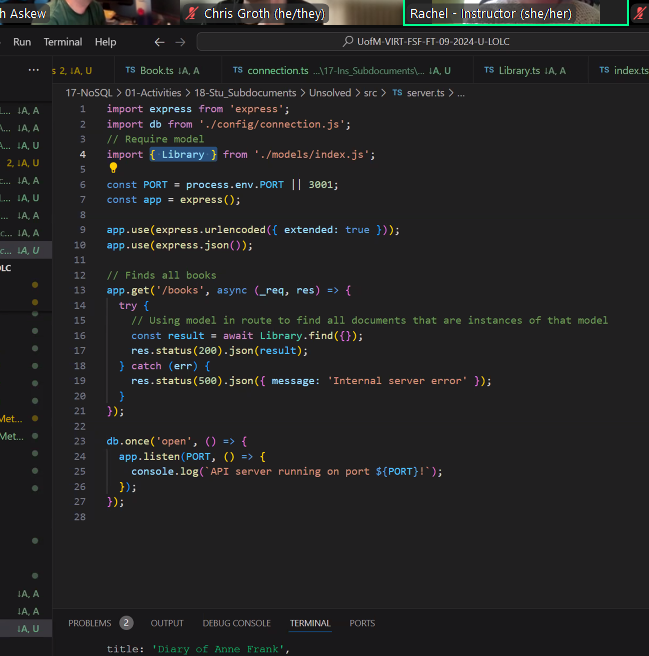 h Askew
Chris Groth (he/they)
Rachel - Instructor (she/her)
Run Terminal Help
UofM-VIRT-FSF-FT-09-2024-U-LOLC
s 2, ↓A, U
TS Book.ts ↓A, A
TS connection.ts ...\17-Ins_Subdocuments\... ↓A, U
TS Library.ts ↓A, A
TS index.ts
17-NoSQL > 01-Activities > 18-Stu_Subdocuments > Unsolved > src > TS server.ts > ...
1 import express from 'express';
2 import db from './config/connection.js';
3 // Require model
4 import { Library } from './models/index.js';
5
6 const PORT = process.env.PORT || 3001;
7 const app = express();
8
9 app.use(express.urlencoded({ extended: true }));
10 app.use(express.json());
11
12 // Finds all books
13 app.get('/books', async (_req, res) => {
14 try {
15 // Using model in route to find all documents that are instances of that model
16 const result = await Library.find({});
17 res.status(200).json(result);
18 } catch (err) {
19 res.status(500).json({ message: 'Internal server error' });
20 }
21 });
22
23 db.once('open', () => {
24 app.listen(PORT, () => {
25 console.log(`API server running on port ${PORT}!`);
26 });
27 });
28
... ↓A, A
... ↓A, A
... ↓A, U
2, ↓A, U
c... ↓A, A
s... ↓A, U
... ↓A, A
c... ↓A, A
c... ↓A, U
OLC
Met...
Met...
↓A, A
↓A, A
↓A, U
PROBLEMS 2 OUTPUT DEBUG CONSOLE TERMINAL PORTS
title: 'Diary of Anne Frank',